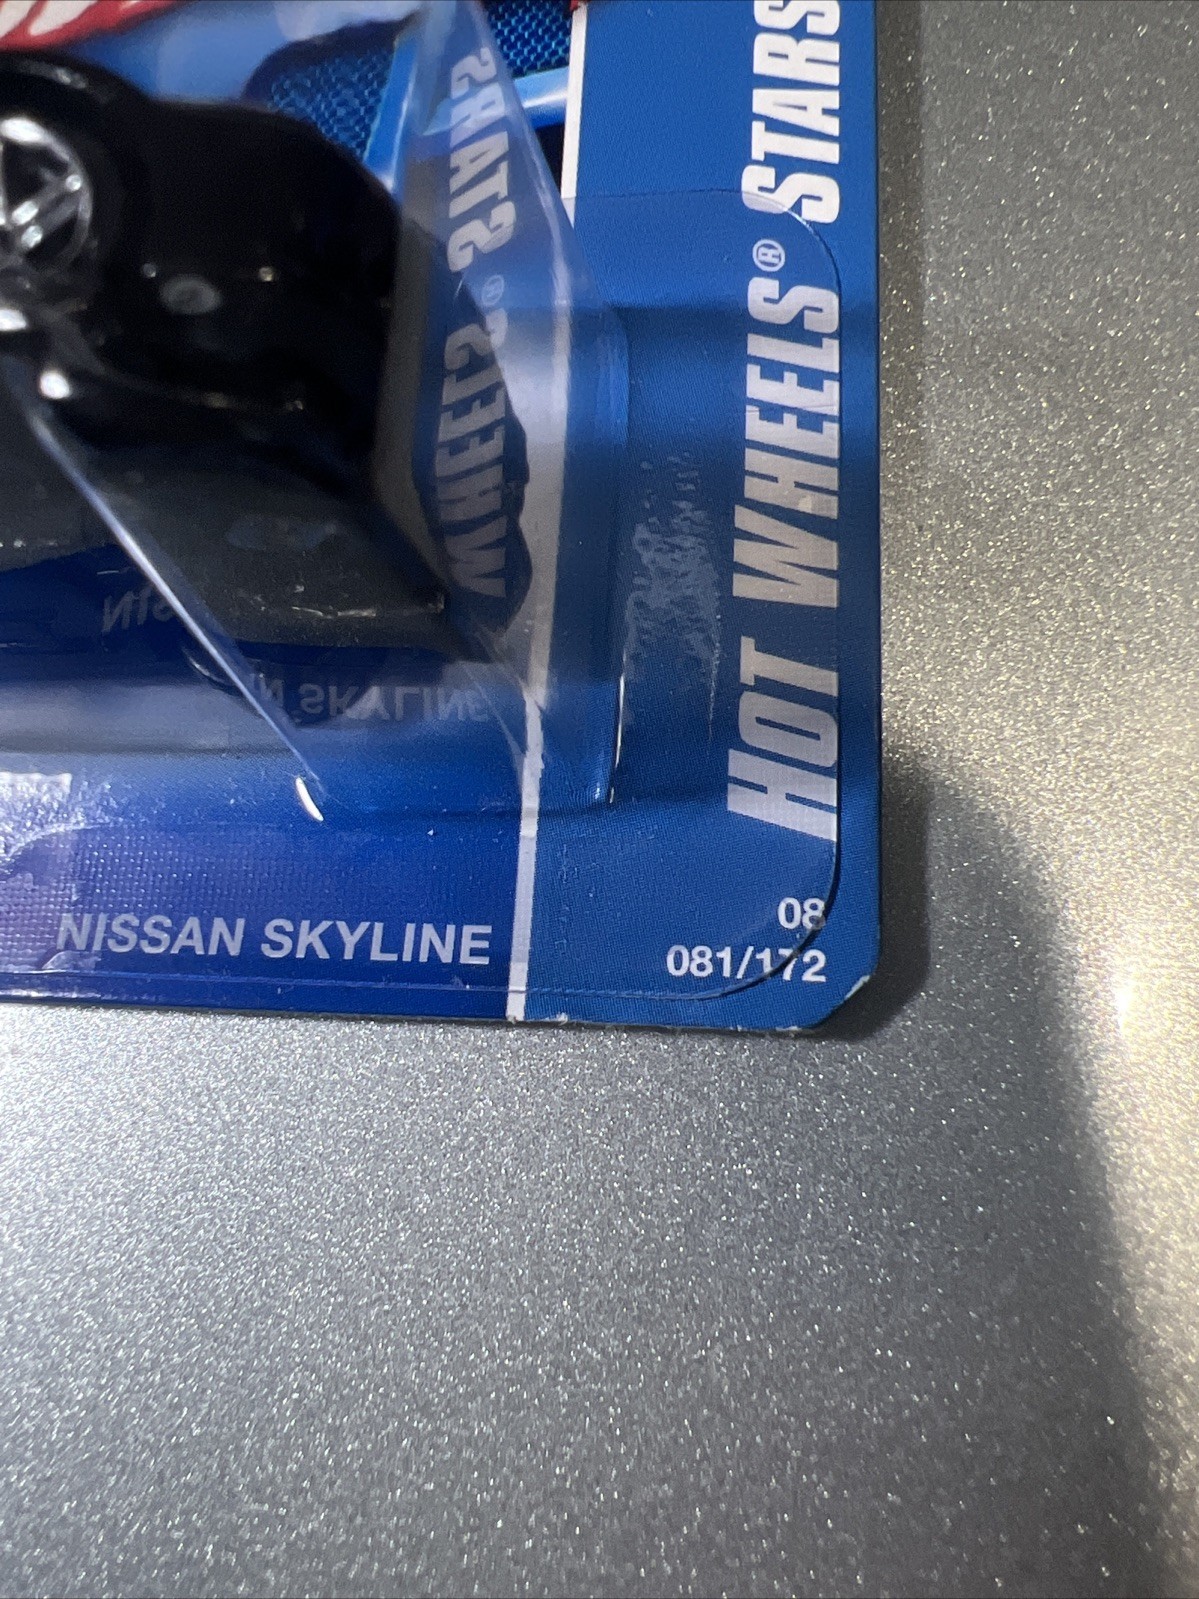 HOT WHEELS® STARS
NISSAN SKYLINE
08
081/172